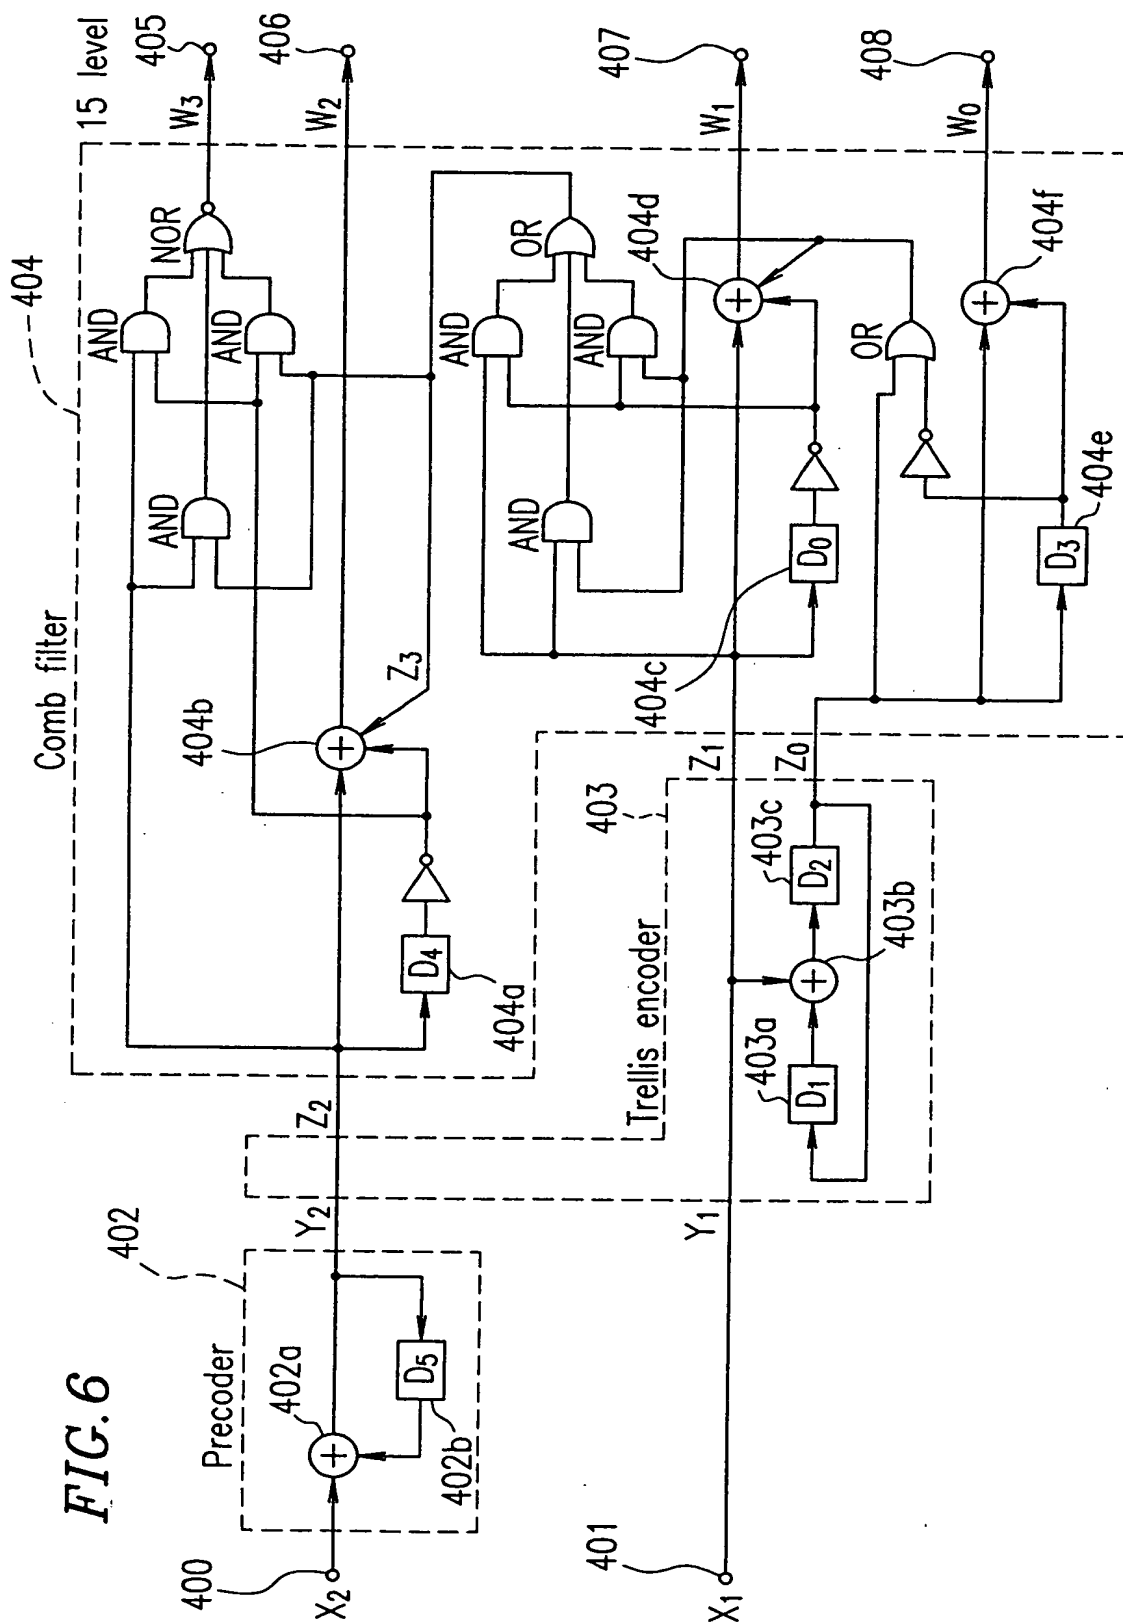 FIG.6
15 level
Comb filter
404
405
W3
406
W2
407
W1
408
W0
NOR
AND
AND
AND
OR
AND
AND
AND
404d
404f
OR
Z3
404b
D4
404a
D0
404c
D3
404e
Trellis encoder
403
Z2
Z1
Z0
403a
D1
403b
403c
D2
Precoder
402
402a
D5
402b
Y2
Y1
400
X2
401
X1